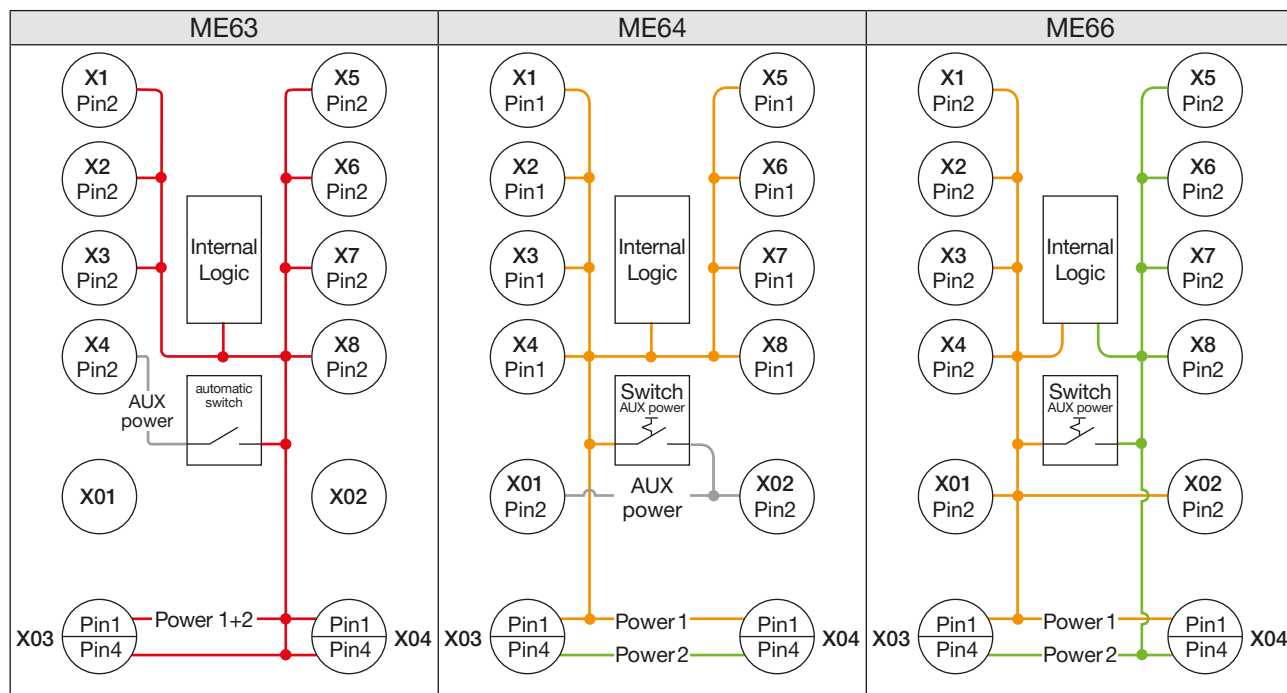 ME63
X1
Pin2
X5
Pin2
X2
Pin2
X6
Pin2
Internal
Logic
X3
Pin2
X7
Pin2
X4
Pin2
X8
Pin2
AUX
power
automatic
switch
X01
X02
X03
Pin1
Pin4
Power 1+2
Pin1
Pin4
X04
ME64
X1
Pin1
X5
Pin1
X2
Pin1
X6
Pin1
Internal
Logic
X3
Pin1
X7
Pin1
X4
Pin1
X8
Pin1
Switch
AUX power
X01
Pin2
AUX
power
X02
Pin2
X03
Pin1
Pin4
Power 1
Power 2
Pin1
Pin4
X04
ME66
X1
Pin2
X5
Pin2
X2
Pin2
X6
Pin2
Internal
Logic
X3
Pin2
X7
Pin2
X4
Pin2
X8
Pin2
Switch
AUX power
X01
Pin2
X02
Pin2
X03
Pin1
Pin4
Power 1
Power 2
Pin1
Pin4
X04